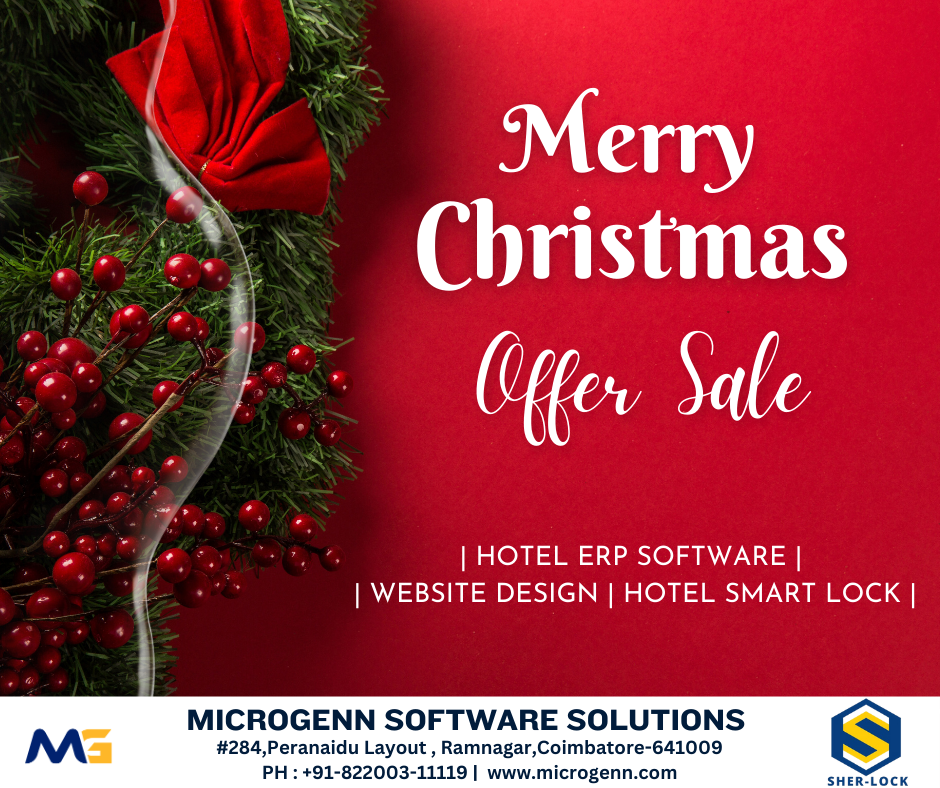 Merry
Christmas
Offer Sale
| HOTEL ERP SOFTWARE |
| WEBSITE DESIGN | HOTEL SMART LOCK |
MG
MICROGENN SOFTWARE SOLUTIONS
#284,Peranaidu Layout , Ramnagar,Coimbatore-641009
PH : +91-822003-11119 | www.microgenn.com
SHER-LOCK